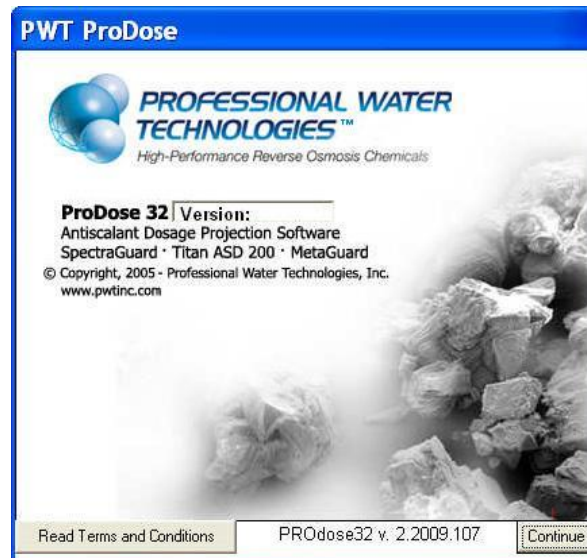 PWT ProDose
PROFESSIONAL WATER
TECHNOLOGIES™
High-Performance Reverse Osmosis Chemicals
ProDose 32 Version:
Antiscalant Dosage Projection Software
SpectraGuard · Titan ASD 200 · MetaGuard
© Copyright, 2005 - Professional Water Technologies, Inc.
www.pwtinc.com
Read Terms and Conditions PROdose32 v. 2.2009.107 Continue